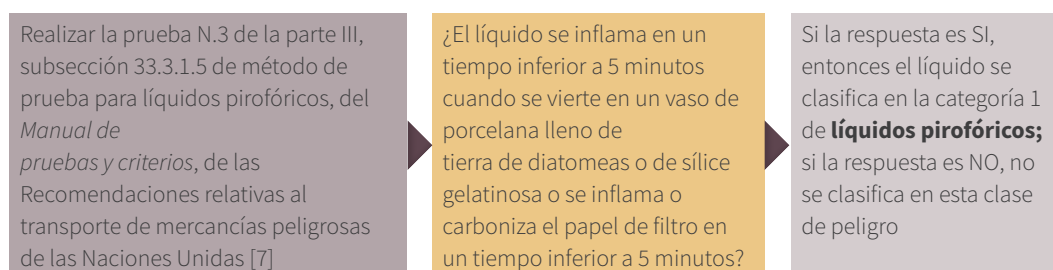 Realizar la prueba N.3 de la parte III,
subsección 33.3.1.5 de método de
prueba para líquidos pirofóricos, del
Manual de
pruebas y criterios, de las
Recomendaciones relativas al
transporte de mercancías peligrosas
de las Naciones Unidas [7]
¿El líquido se inflama en un
tiempo inferior a 5 minutos
cuando se vierte en un vaso de
porcelana lleno de
tierra de diatomeas o de sílice
gelatinosa o se inflama o
carboniza el papel de filtro en
un tiempo inferior a 5 minutos?
Si la respuesta es SI,
entonces el líquido se
clasifica en la categoría 1
de líquidos pirofóricos;
si la respuesta es NO, no
se clasifica en esta clase
de peligro